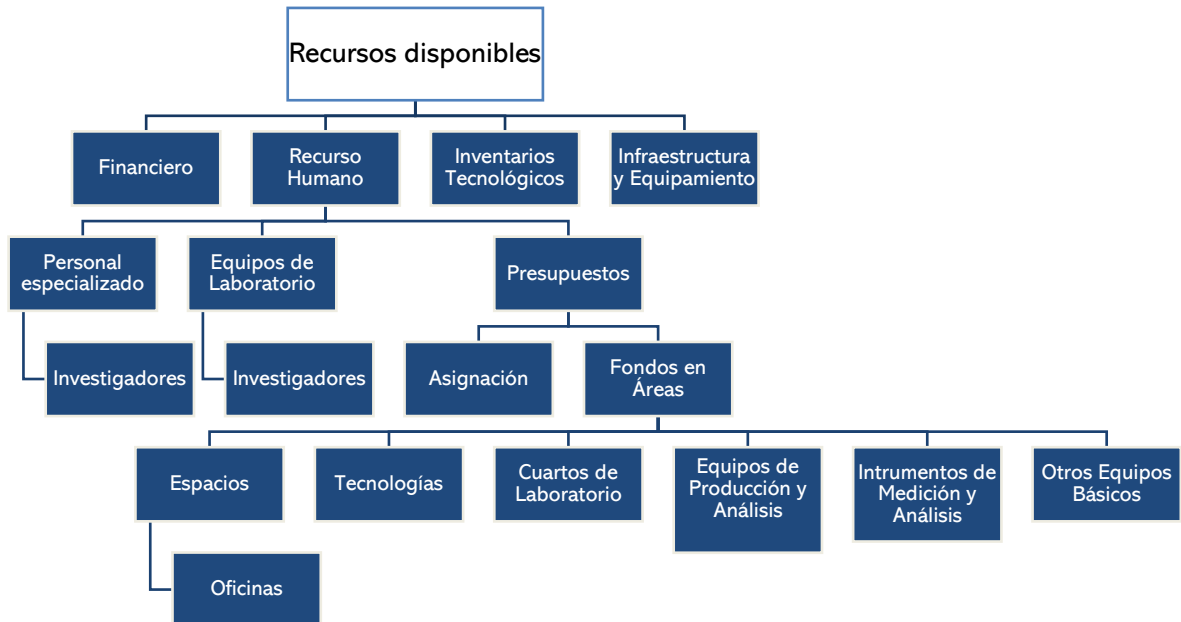 Recursos disponibles
Financiero
Recurso
Humano
Inventarios
Tecnológicos
Infraestructura
y Equipamiento
Personal
especializado
Equipos de
Laboratorio
Presupuestos
Investigadores
Investigadores
Asignación
Fondos en
Áreas
Espacios
Tecnologías
Cuartos de
Laboratorio
Equipos de
Producción y
Análisis
Intrumentos de
Medición y
Análisis
Otros Equipos
Básicos
Oficinas